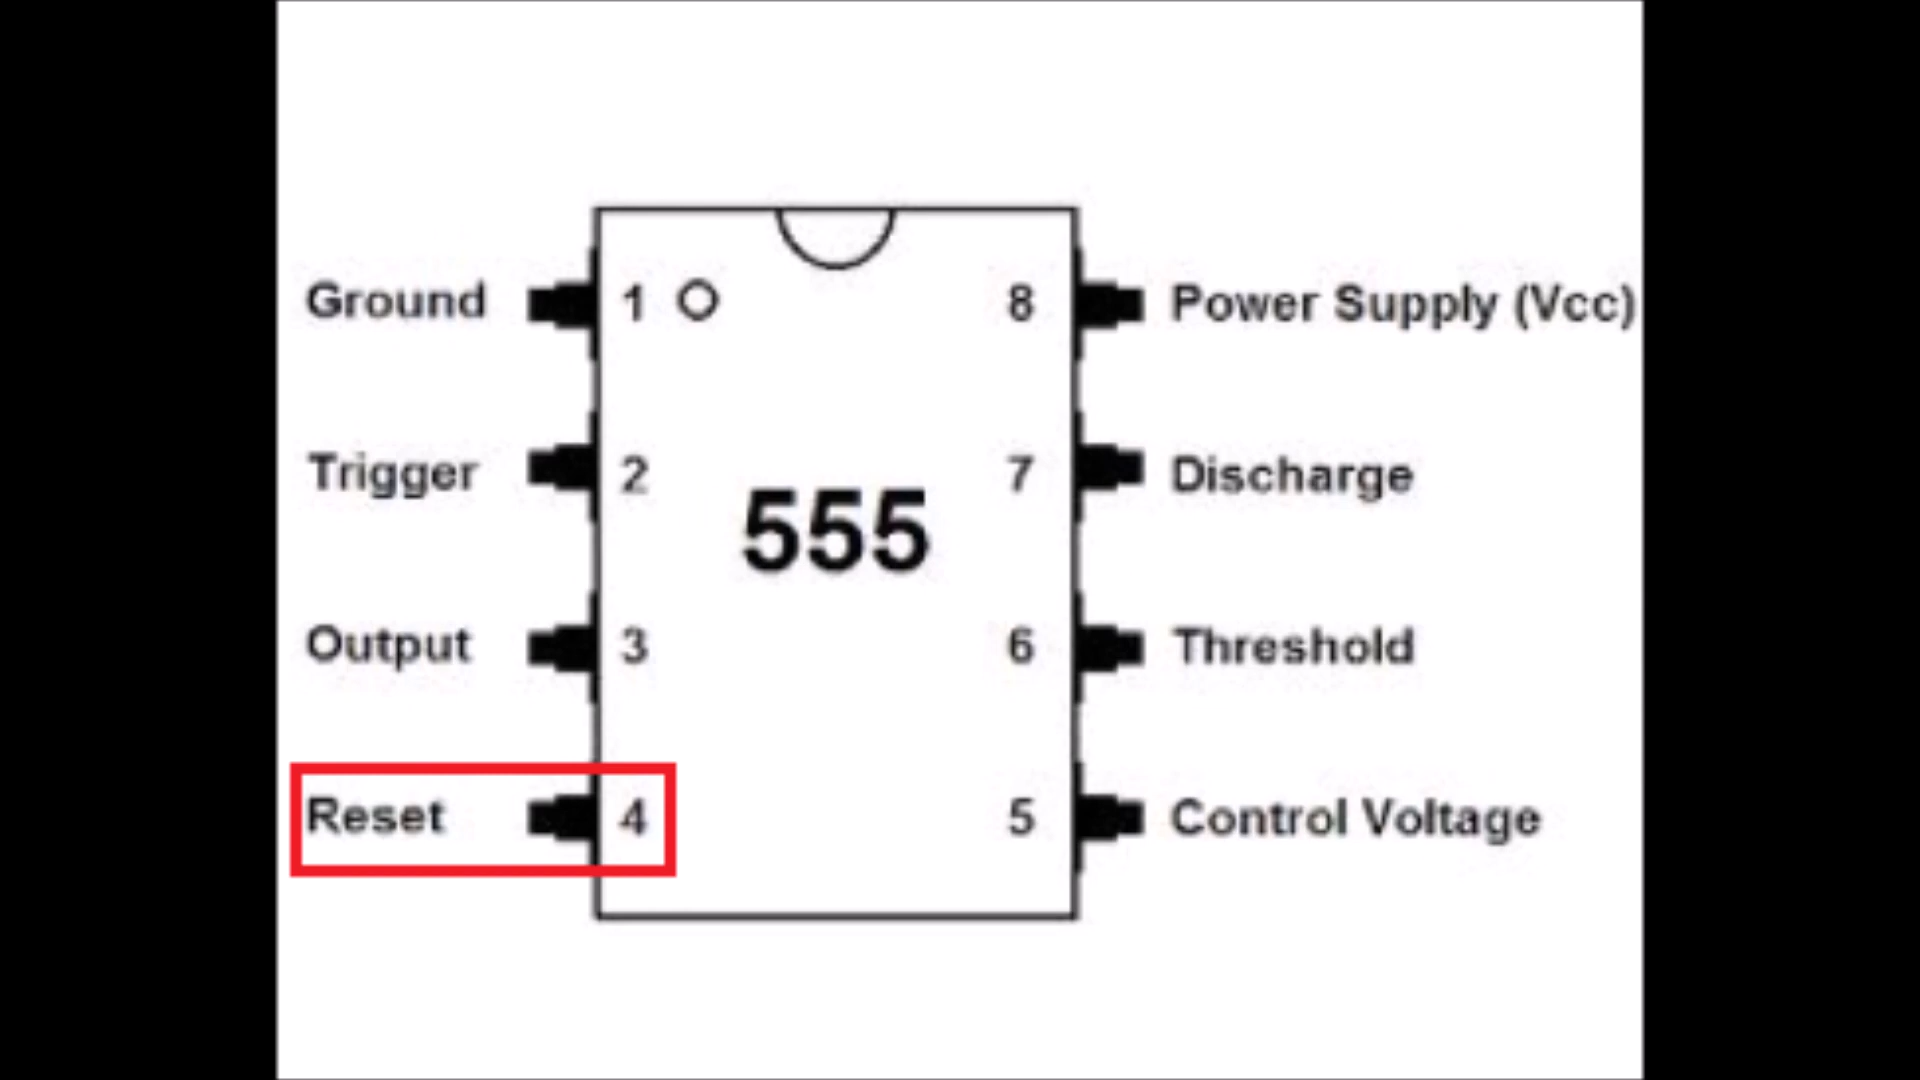 Ground 1 8 Power Supply (Vcc)
Trigger 2 7 Discharge
555
Output 3 6 Threshold
Reset 4 5 Control Voltage